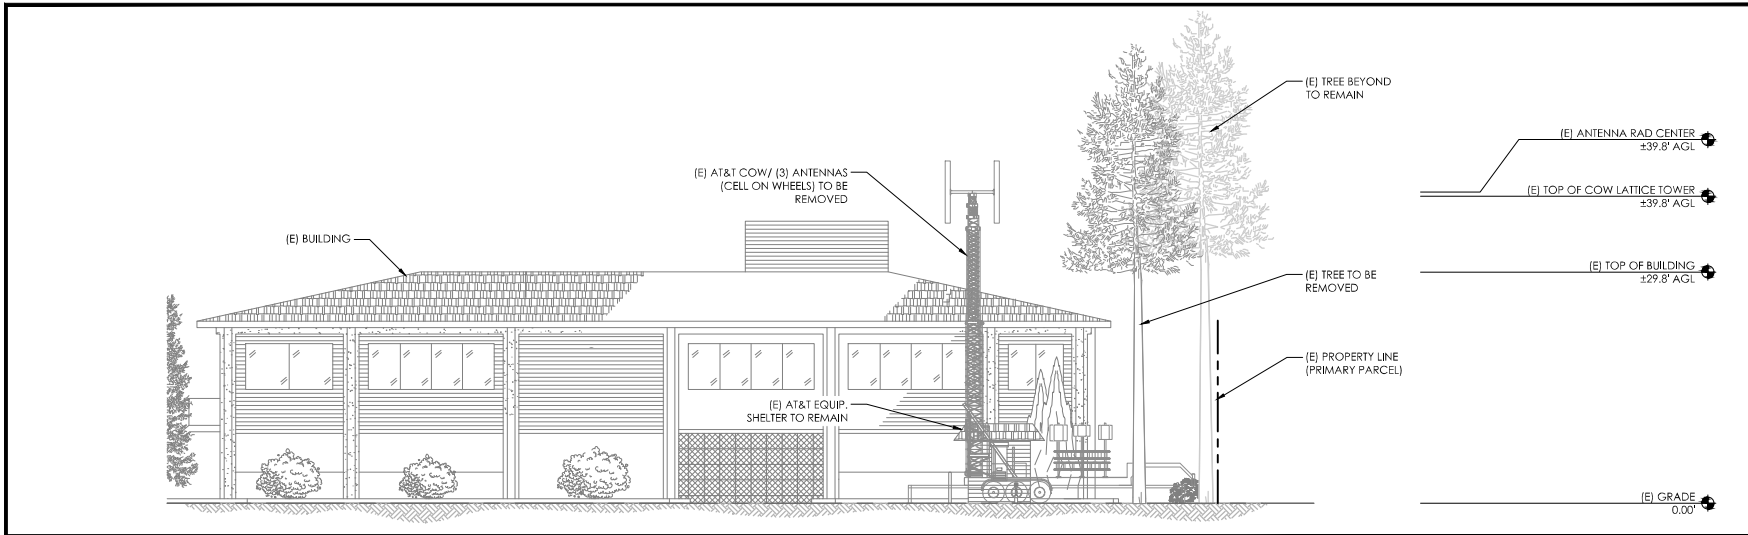 (E) TREE BEYOND
TO REMAIN
(E) ANTENNA RAD CENTER
±39.8' AGL
(E) AT&T COW/ (3) ANTENNAS
(CELL ON WHEELS) TO BE
REMOVED
(E) TOP OF COW LATTICE TOWER
±39.8' AGL
(E) BUILDING
(E) TOP OF BUILDING
±29.8' AGL
(E) TREE TO BE
REMOVED
(E) PROPERTY LINE
(PRIMARY PARCEL)
(E) AT&T EQUIP.
SHELTER TO REMAIN
(E) GRADE
0.00'